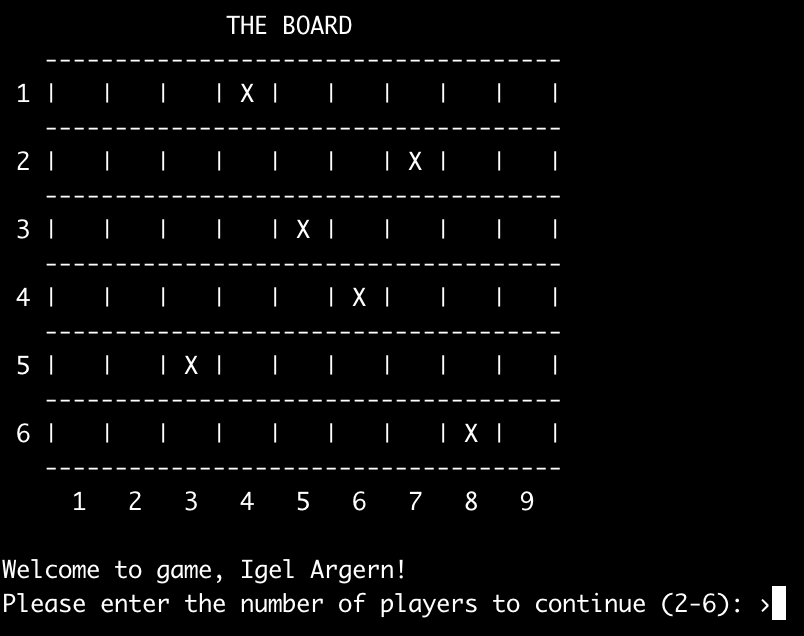 THE BOARD
-------------------------------------
1 |   |   |   | X |   |   |   |   |   |
-------------------------------------
2 |   |   |   |   |   |   | X |   |   |
-------------------------------------
3 |   |   |   |   | X |   |   |   |   |
-------------------------------------
4 |   |   |   |   |   | X |   |   |   |
-------------------------------------
5 |   |   | X |   |   |   |   |   |   |
-------------------------------------
6 |   |   |   |   |   |   |   | X |   |
-------------------------------------
1   2   3   4   5   6   7   8   9
Welcome to game, Igel Argern!
Please enter the number of players to continue (2-6): >